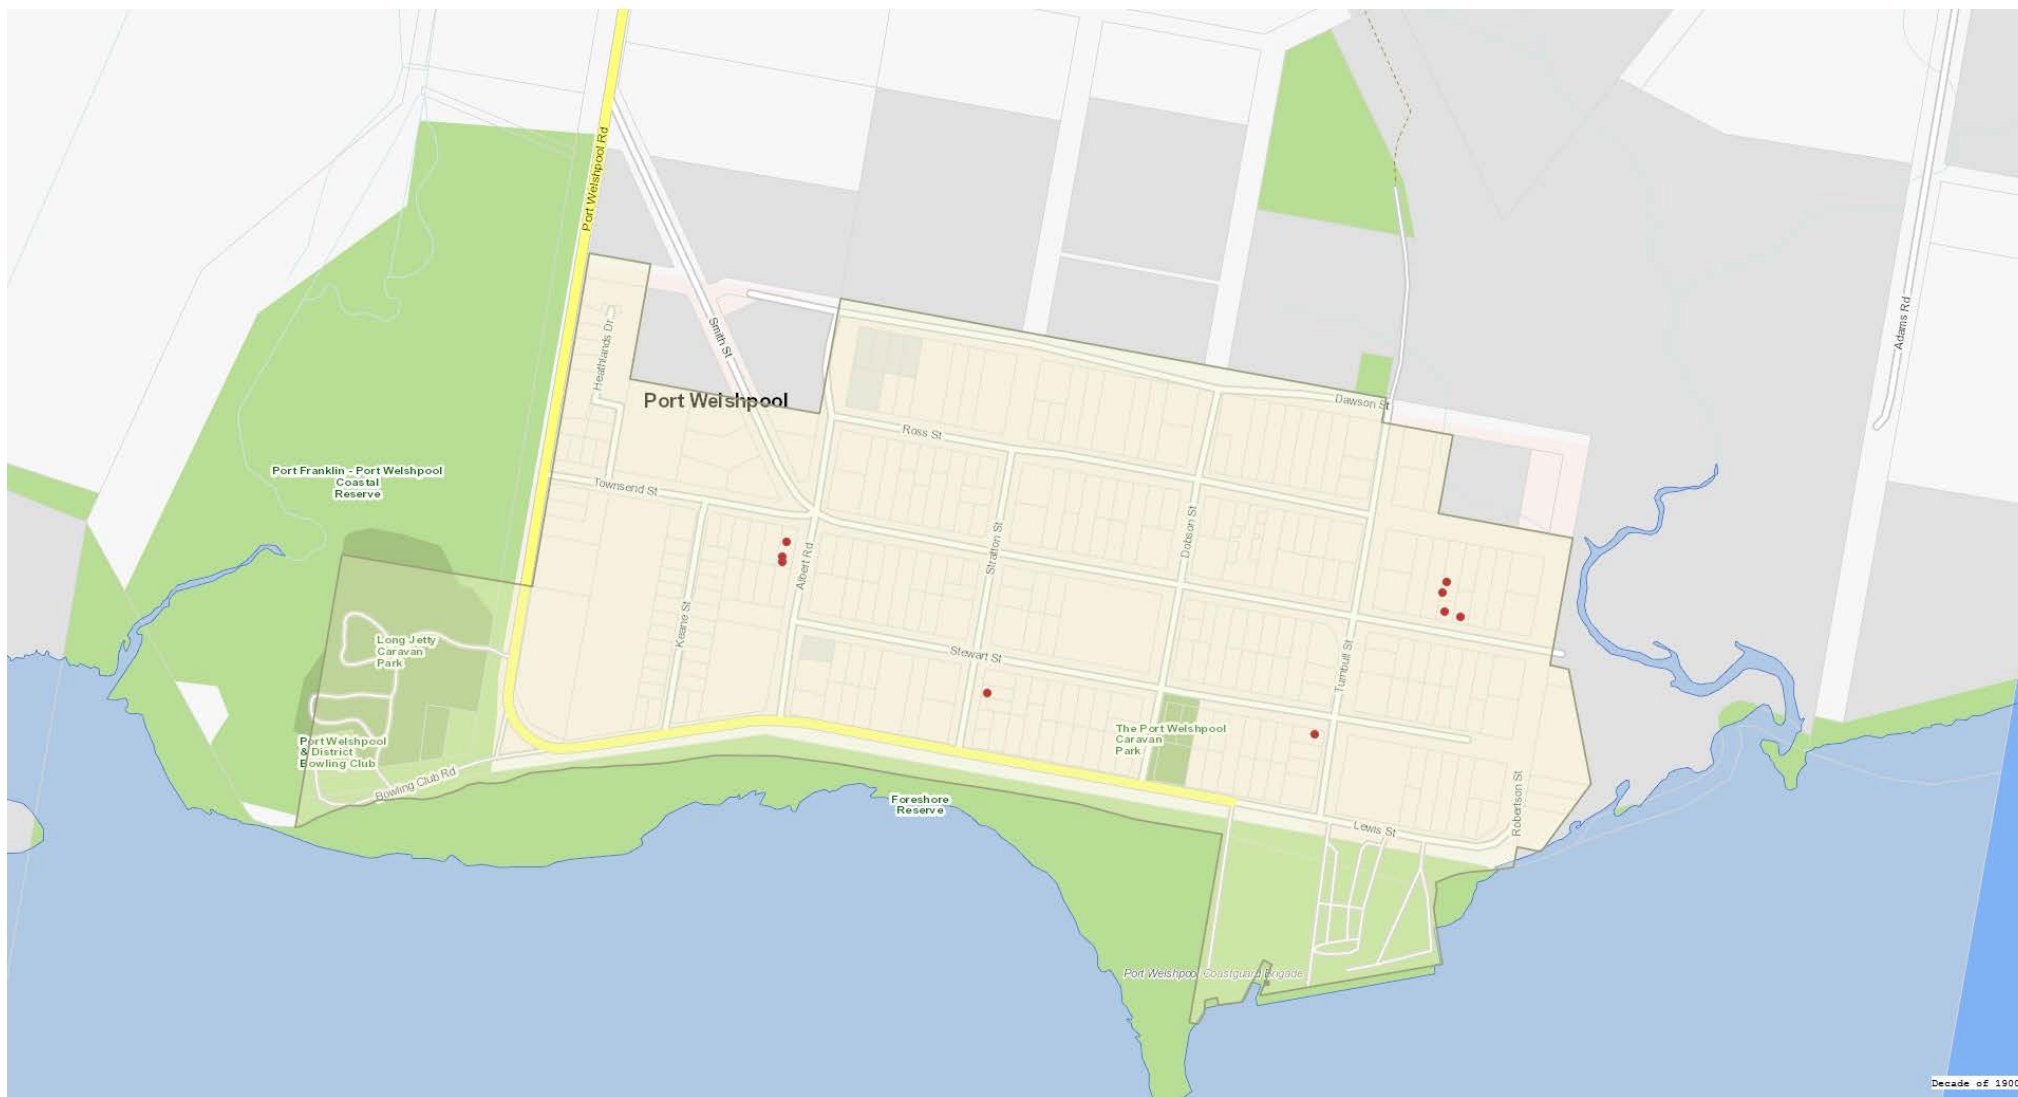 Port Welshpool Rd
Smith St
Heathlands Dr
Adams Rd
Port Welshpool
Dawson St
Ross St
Port Franklin - Port Welshpool
Coastal
Reserve
Townsend St
Stratton St
Dobson St
Albert Rd
Keane St
Long Jetty
Caravan
Park
Stewart St
Turnbull St
The Port Welshpool
Caravan
Park
Port Welshpool
& District
Bowling Club
Bowling Club Rd
Foreshore
Reserve
Lewis St
Robertson St
Port Welshpool Coastguard Brigade
Decade of 1900